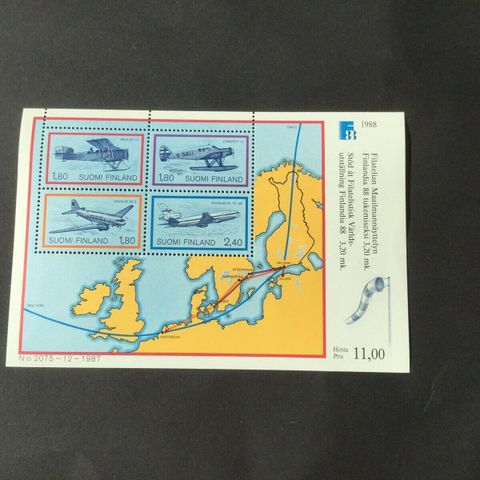 1,80
SUOMI FINLAND
1,80
SUOMI FINLAND
SUOMI FINLAND
1,80
SUOMI FINLAND
2,40
N:o 2075-12-1987
1988
Filatelian Maailmannäyttelyn
Finlandia 88 tukemiseksi 3,20 mk.
Stöd åt Filatelistisk Världs-
utställning Finlandia 88 3,20 mk.
Hinta
Pris 11,00